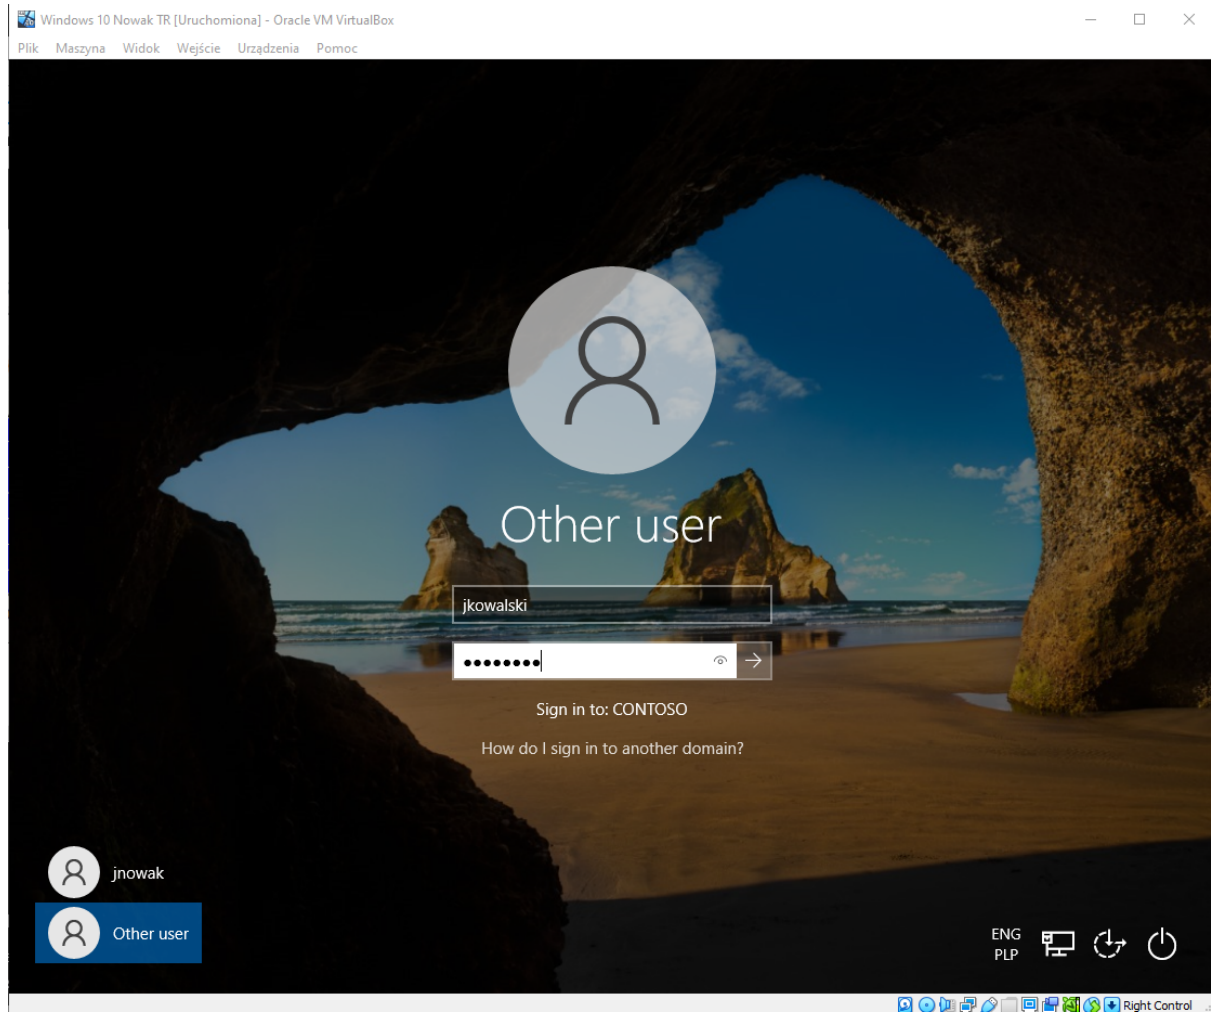 Windows 10 Nowak TR [Uruchomiona] - Oracle VM VirtualBox
Plik Maszyna Widok Wejście Urządzenia Pomoc
Other user
jkowalski
Sign in to: CONTOSO
How do I sign in to another domain?
jnowak
Other user
ENG
PLP
Right Control